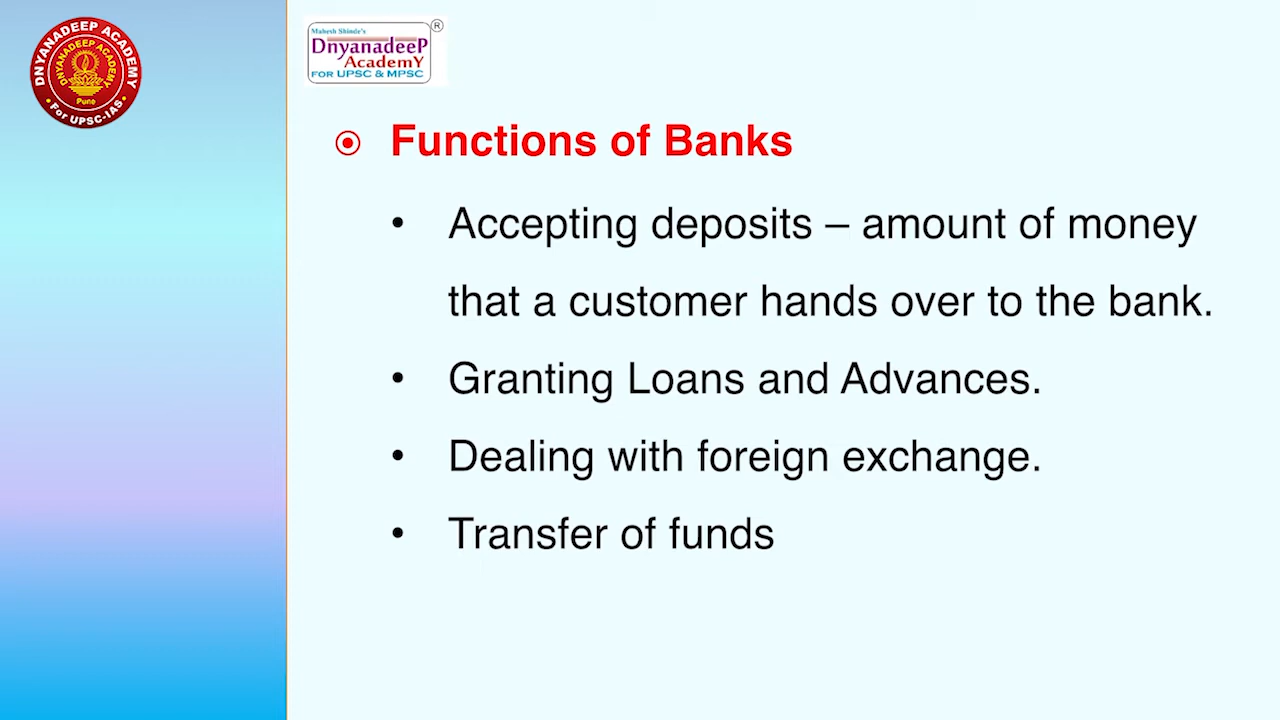 DNYANADEEP ACADEMY
DNYANADEEP ACADEMY
Pune
• For UPSC-IAS •
Mahesh Shinde's
DnyanadeeP
AcademY
FOR UPSC & MPSC
®
Functions of Banks
• Accepting deposits – amount of money
that a customer hands over to the bank.
• Granting Loans and Advances.
• Dealing with foreign exchange.
• Transfer of funds